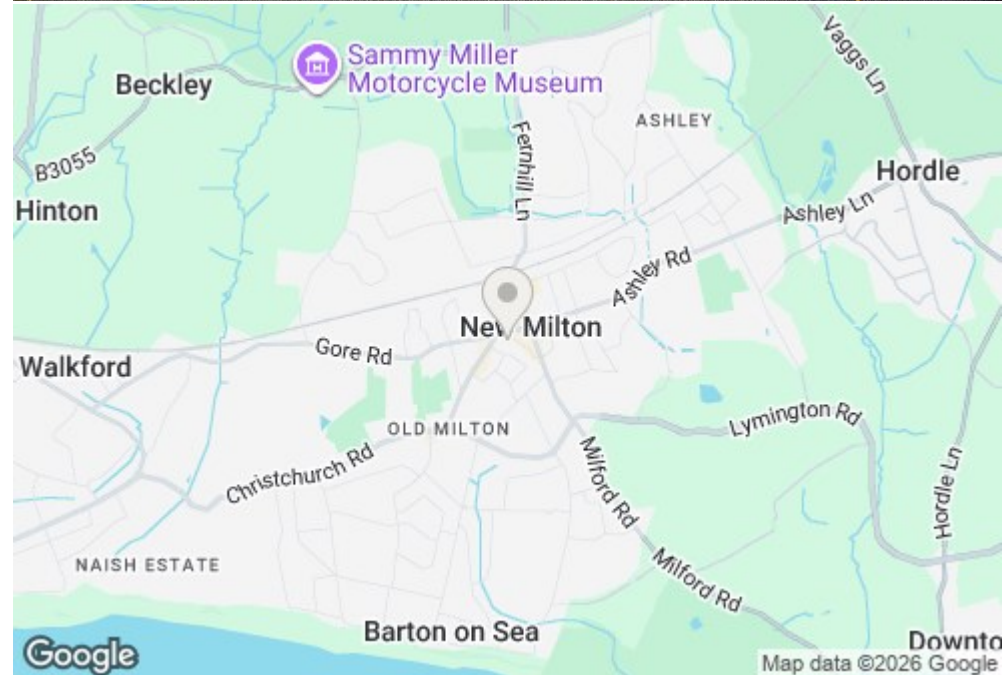 Sammy Miller
Motorcycle Museum
Beckley
Vaggs Ln
ASHLEY
B3055
Fernhill Ln
Hordle
Hinton
Ashley Ln
Ashley Rd
New Milton
Gore Rd
Walkford
OLD MILTON
Lymington Rd
Christchurch Rd
Milford Rd
Hordle Ln
NAISH ESTATE
Milford Rd
Barton on Sea
Downto
Google
Map data ©2026 Google